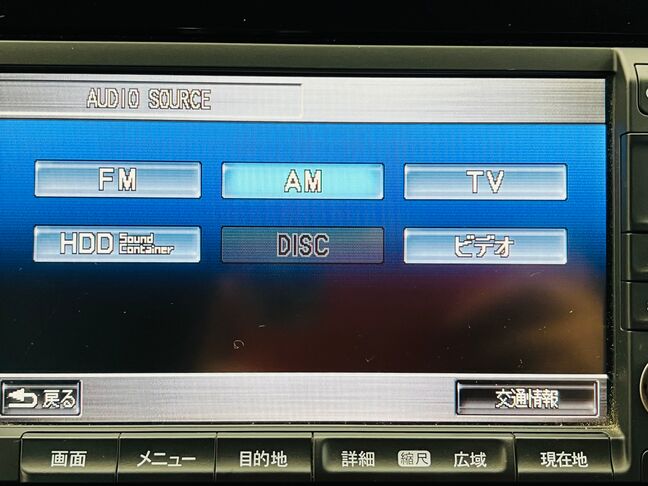 AUDIO SOURCE
FM AM TV
HDD Sound Container DISC ビデオ
戻る 交通情報
画面 メニュー 目的地 詳細 縮尺 広域 現在地